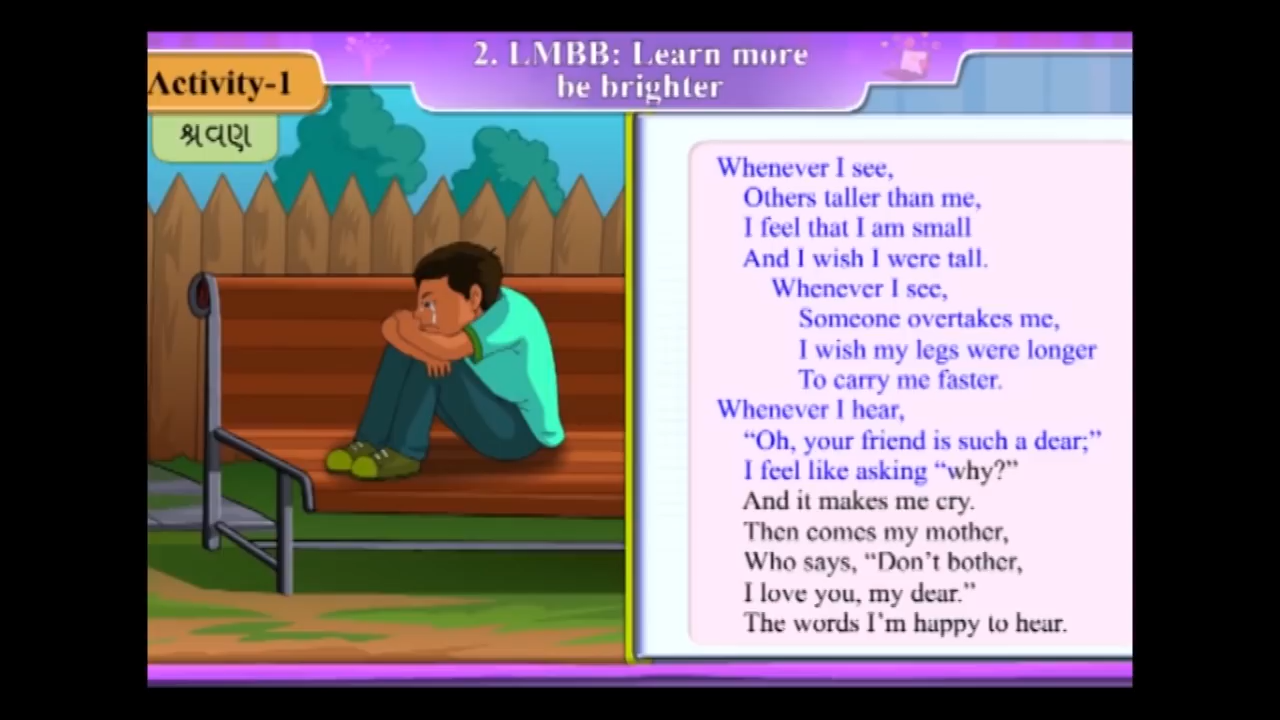 2. LMBB: Learn more
be brighter
Activity-1
શ્રવણ
Whenever I see,
Others taller than me,
I feel that I am small
And I wish I were tall.
Whenever I see,
Someone overtakes me,
I wish my legs were longer
To carry me faster.
Whenever I hear,
“Oh, your friend is such a dear;”
I feel like asking “why?”
And it makes me cry.
Then comes my mother,
Who says, “Don’t bother,
I love you, my dear.”
The words I’m happy to hear.